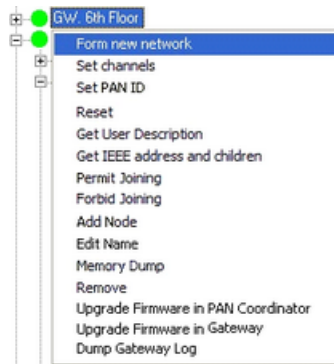 GW. 6th Floor
Form new network
Set channels
Set PAN ID
Reset
Get User Description
Get IEEE address and children
Permit Joining
Forbid Joining
Add Node
Edit Name
Memory Dump
Remove
Upgrade Firmware in PAN Coordinator
Upgrade Firmware in Gateway
Dump Gateway Log